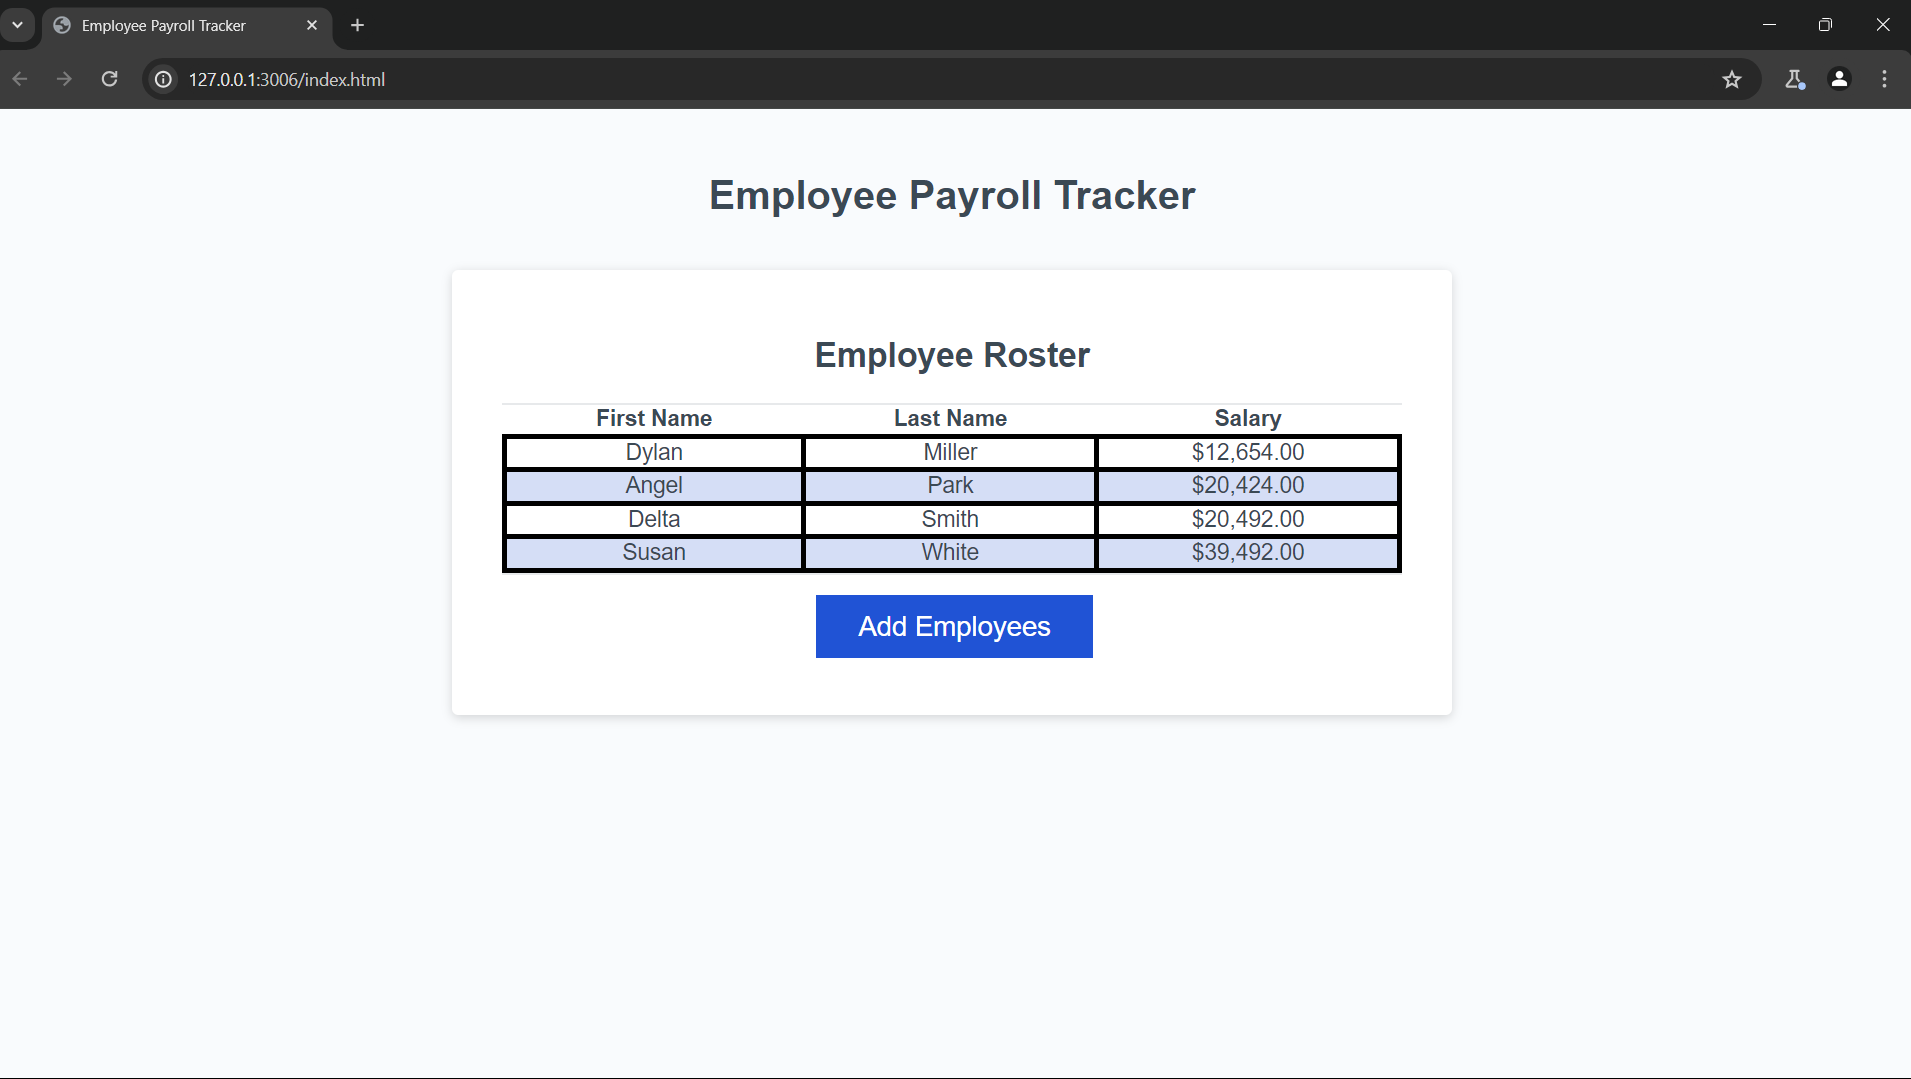 Employee Payroll Tracker
127.0.0.1:3006/index.html
Employee Payroll Tracker
Employee Roster
First Name Last Name Salary
Dylan Miller $12,654.00
Angel Park $20,424.00
Delta Smith $20,492.00
Susan White $39,492.00
Add Employees